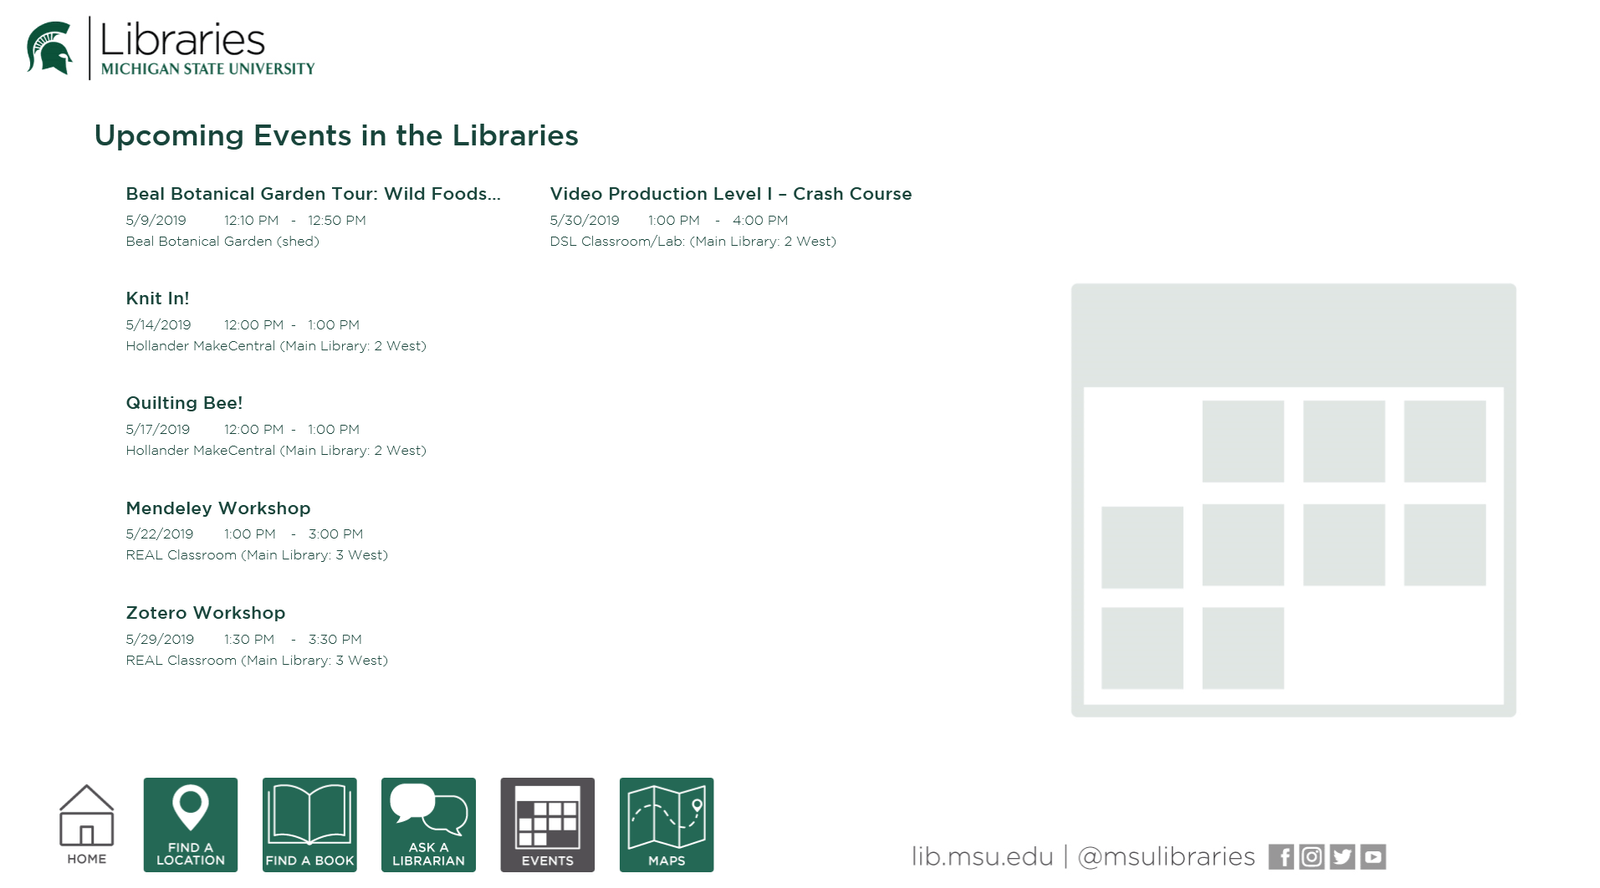 Libraries
MICHIGAN STATE UNIVERSITY
Upcoming Events in the Libraries
Beal Botanical Garden Tour: Wild Foods...
5/9/2019 12:10 PM - 12:50 PM
Beal Botanical Garden (shed)
Knit In!
5/14/2019 12:00 PM - 1:00 PM
Hollander MakeCentral (Main Library: 2 West)
Quilting Bee!
5/17/2019 12:00 PM - 1:00 PM
Hollander MakeCentral (Main Library: 2 West)
Mendeley Workshop
5/22/2019 1:00 PM - 3:00 PM
REAL Classroom (Main Library: 3 West)
Zotero Workshop
5/29/2019 1:30 PM - 3:30 PM
REAL Classroom (Main Library: 3 West)
Video Production Level I – Crash Course
5/30/2019 1:00 PM - 4:00 PM
DSL Classroom/Lab: (Main Library: 2 West)
HOME
FIND A
LOCATION
FIND A BOOK
ASK A
LIBRARIAN
EVENTS
MAPS
lib.msu.edu | @msulibraries